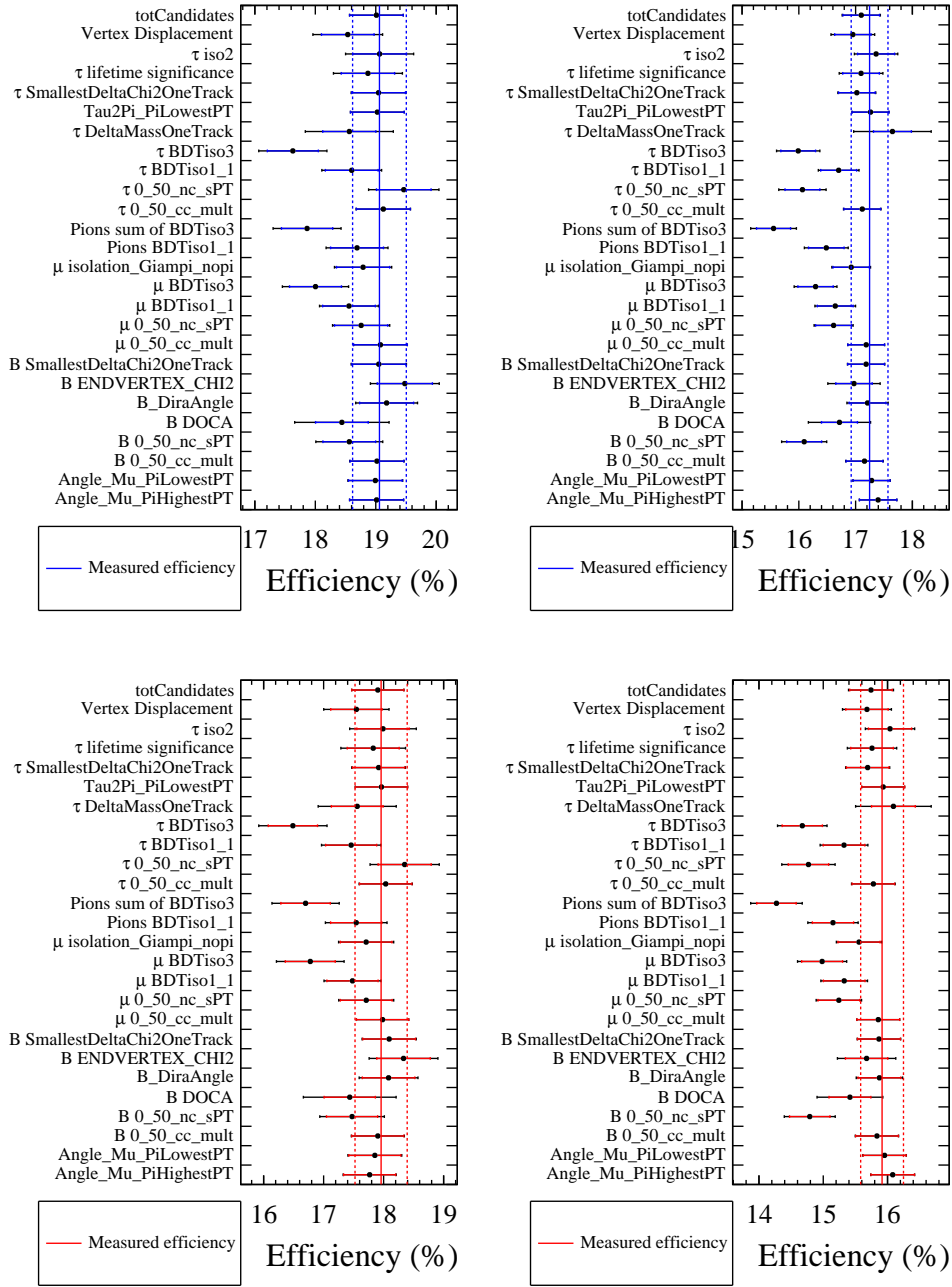 totCandidates
Vertex Displacement
τ iso2
τ lifetime significance
τ SmallestDeltaChi2OneTrack
Tau2Pi_PiLowestPT
τ DeltaMassOneTrack
τ BDTiso3
τ BDTiso1_1
τ 0_50_nc_sPT
τ 0_50_cc_mult
Pions sum of BDTiso3
Pions BDTiso1_1
μ isolation_Giampi_nopi
μ BDTiso3
μ BDTiso1_1
μ 0_50_nc_sPT
μ 0_50_cc_mult
B SmallestDeltaChi2OneTrack
B ENDVERTEX_CHI2
B_DiraAngle
B DOCA
B 0_50_nc_sPT
B 0_50_cc_mult
Angle_Mu_PiLowestPT
Angle_Mu_PiHighestPT
17 18 19 20
Measured efficiency
Efficiency (%)
totCandidates
Vertex Displacement
τ iso2
τ lifetime significance
τ SmallestDeltaChi2OneTrack
Tau2Pi_PiLowestPT
τ DeltaMassOneTrack
τ BDTiso3
τ BDTiso1_1
τ 0_50_nc_sPT
τ 0_50_cc_mult
Pions sum of BDTiso3
Pions BDTiso1_1
μ isolation_Giampi_nopi
μ BDTiso3
μ BDTiso1_1
μ 0_50_nc_sPT
μ 0_50_cc_mult
B SmallestDeltaChi2OneTrack
B ENDVERTEX_CHI2
B_DiraAngle
B DOCA
B 0_50_nc_sPT
B 0_50_cc_mult
Angle_Mu_PiLowestPT
Angle_Mu_PiHighestPT
15 16 17 18
Measured efficiency
Efficiency (%)
totCandidates
Vertex Displacement
τ iso2
τ lifetime significance
τ SmallestDeltaChi2OneTrack
Tau2Pi_PiLowestPT
τ DeltaMassOneTrack
τ BDTiso3
τ BDTiso1_1
τ 0_50_nc_sPT
τ 0_50_cc_mult
Pions sum of BDTiso3
Pions BDTiso1_1
μ isolation_Giampi_nopi
μ BDTiso3
μ BDTiso1_1
μ 0_50_nc_sPT
μ 0_50_cc_mult
B SmallestDeltaChi2OneTrack
B ENDVERTEX_CHI2
B_DiraAngle
B DOCA
B 0_50_nc_sPT
B 0_50_cc_mult
Angle_Mu_PiLowestPT
Angle_Mu_PiHighestPT
16 17 18 19
Measured efficiency
Efficiency (%)
totCandidates
Vertex Displacement
τ iso2
τ lifetime significance
τ SmallestDeltaChi2OneTrack
Tau2Pi_PiLowestPT
τ DeltaMassOneTrack
τ BDTiso3
τ BDTiso1_1
τ 0_50_nc_sPT
τ 0_50_cc_mult
Pions sum of BDTiso3
Pions BDTiso1_1
μ isolation_Giampi_nopi
μ BDTiso3
μ BDTiso1_1
μ 0_50_nc_sPT
μ 0_50_cc_mult
B SmallestDeltaChi2OneTrack
B ENDVERTEX_CHI2
B_DiraAngle
B DOCA
B 0_50_nc_sPT
B 0_50_cc_mult
Angle_Mu_PiLowestPT
Angle_Mu_PiHighestPT
14 15 16
Measured efficiency
Efficiency (%)